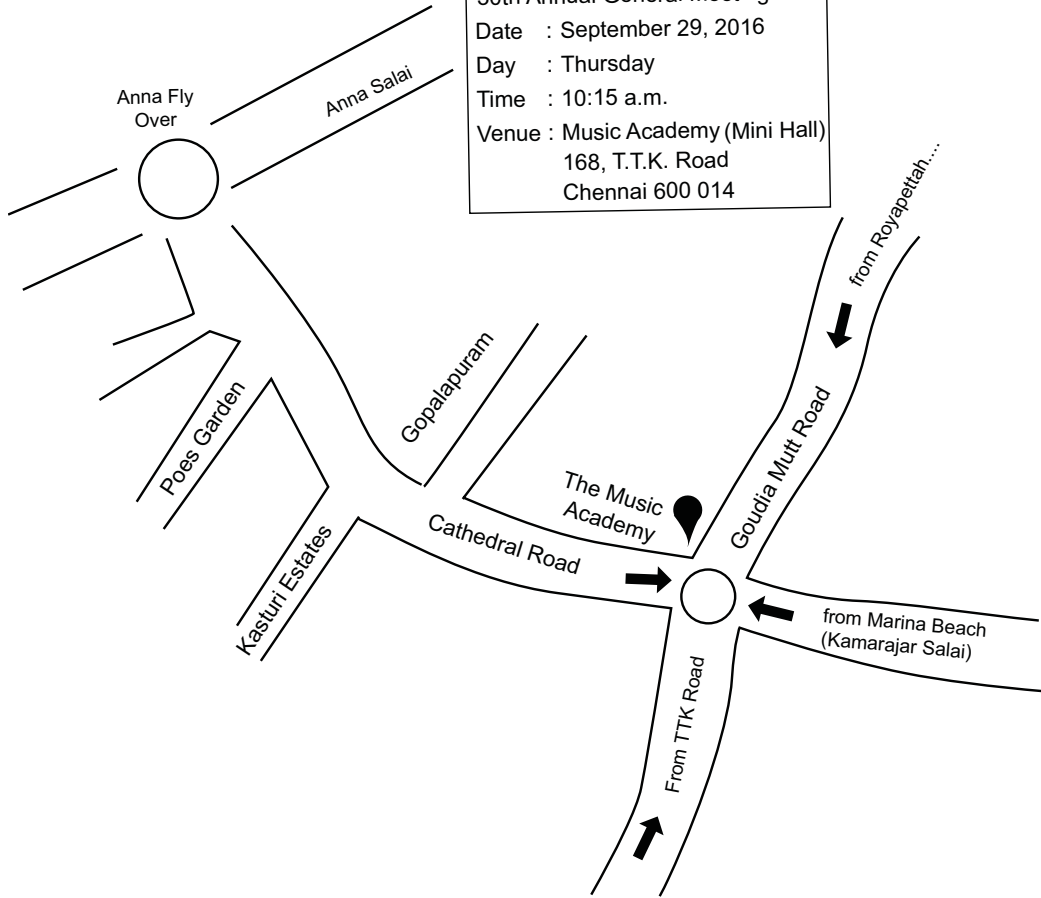 Annual General
Date : September 29, 2016
Day : Thursday
Time : 10:15 a.m.
Venue : Music Academy (Mini Hall)
168, T.T.K. Road
Chennai 600 014
Anna Fly
Over
Anna Salai
from Royapettah....
Gopalapuram
Poes Garden
Goudia Mutt Road
The Music
Academy
Cathedral Road
Kasturi Estates
from Marina Beach
(Kamarajar Salai)
From TTK Road